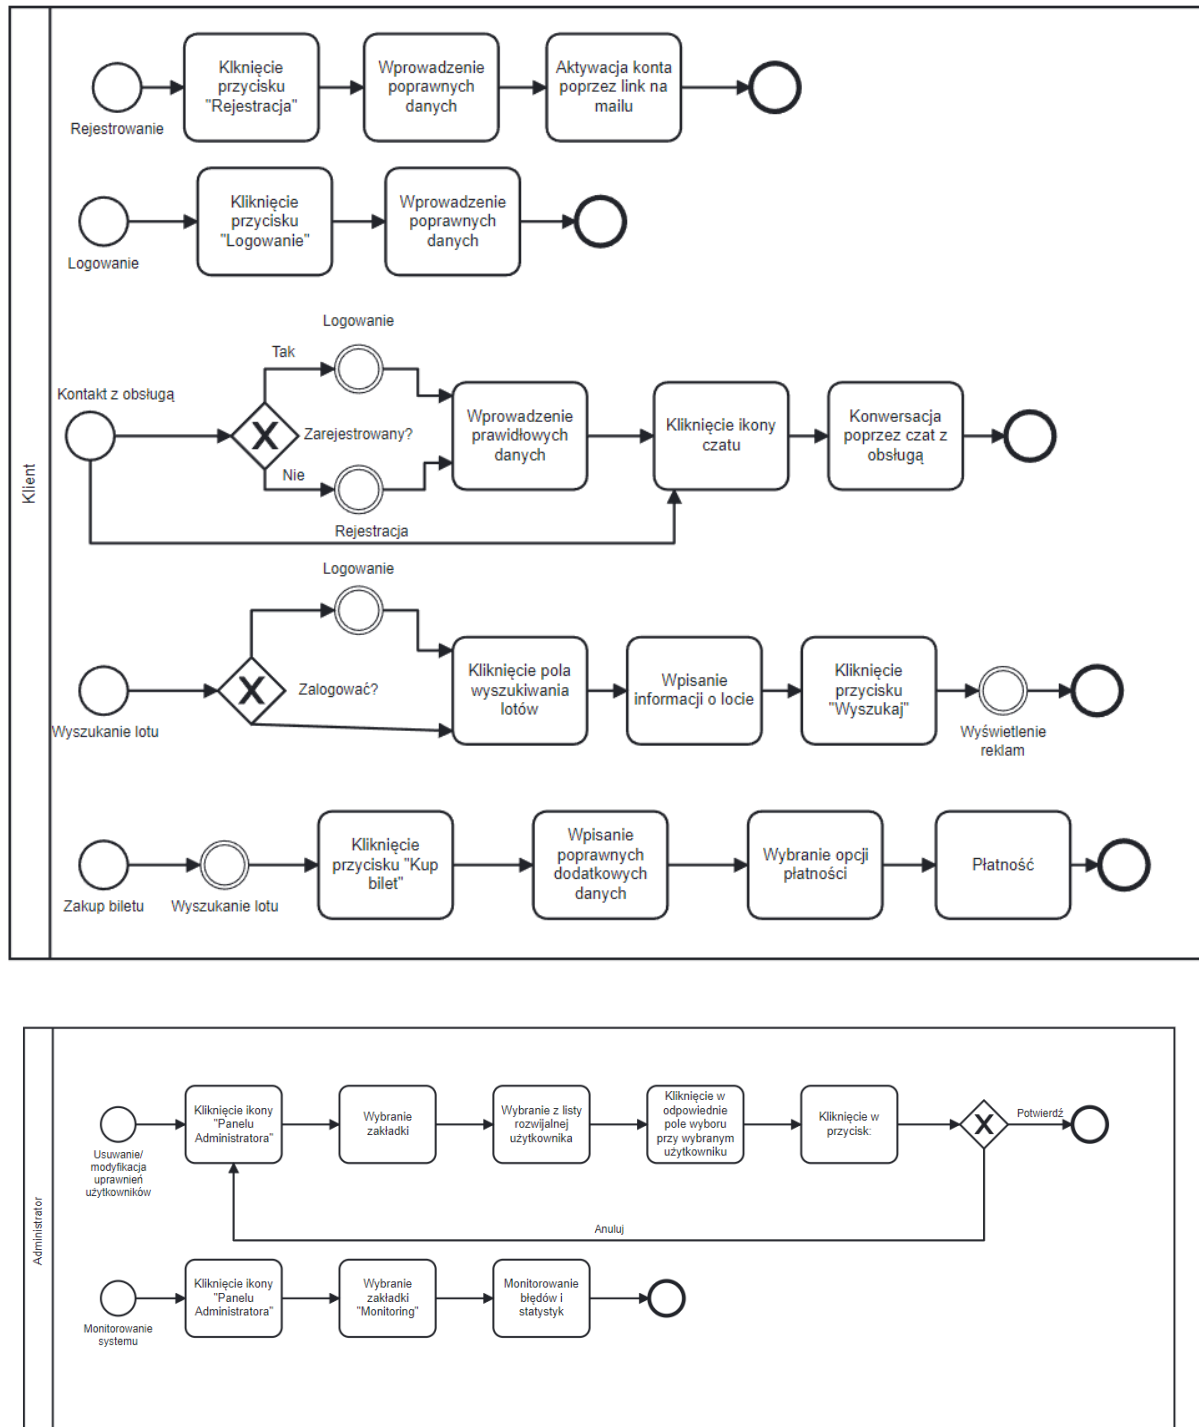 Klient
Klknięcie
przycisku
"Rejestracja"
Wprowadzenie
poprawnych
danych
Aktywacja konta
poprzez link na
mailu
Rejestrowanie
Kliknięcie
przycisku
"Logowanie"
Wprowadzenie
poprawnych
danych
Logowanie
Logowanie
Tak
Kontakt z obsługą
Zarejestrowany?
Nie
Rejestracja
Wprowadzenie
prawidłowych
danych
Kliknięcie ikony
czatu
Konwersacja
poprzez czat z
obsługą
Logowanie
Zalogować?
Wyszukanie lotu
Kliknięcie pola
wyszukiwania
lotów
Wpisanie
informacji o locie
Kliknięcie
przycisku
"Wyszukaj"
Wyświetlenie
reklam
Zakup biletu
Wyszukanie lotu
Kliknięcie
przycisku "Kup
bilet"
Wpisanie
poprawnych
dodatkowych
danych
Wybranie opcji
płatności
Płatność
Administrator
Usuwanie/
modyfikacja
uprawnień
użytkowników
Kliknięcie ikony
"Panelu
Administratora"
Wybranie
zakładki
Wybranie z listy
rozwijalnej
użytkownika
Kliknięcie w
odpowiednie
pole wyboru
przy wybranym
użytkowniku
Kliknięcie w
przycisk:
Potwierdź
Anuluj
Monitorowanie
systemu
Kliknięcie ikony
"Panelu
Administratora"
Wybranie
zakładki
"Monitoring"
Monitorowanie
błędów i
statystyk